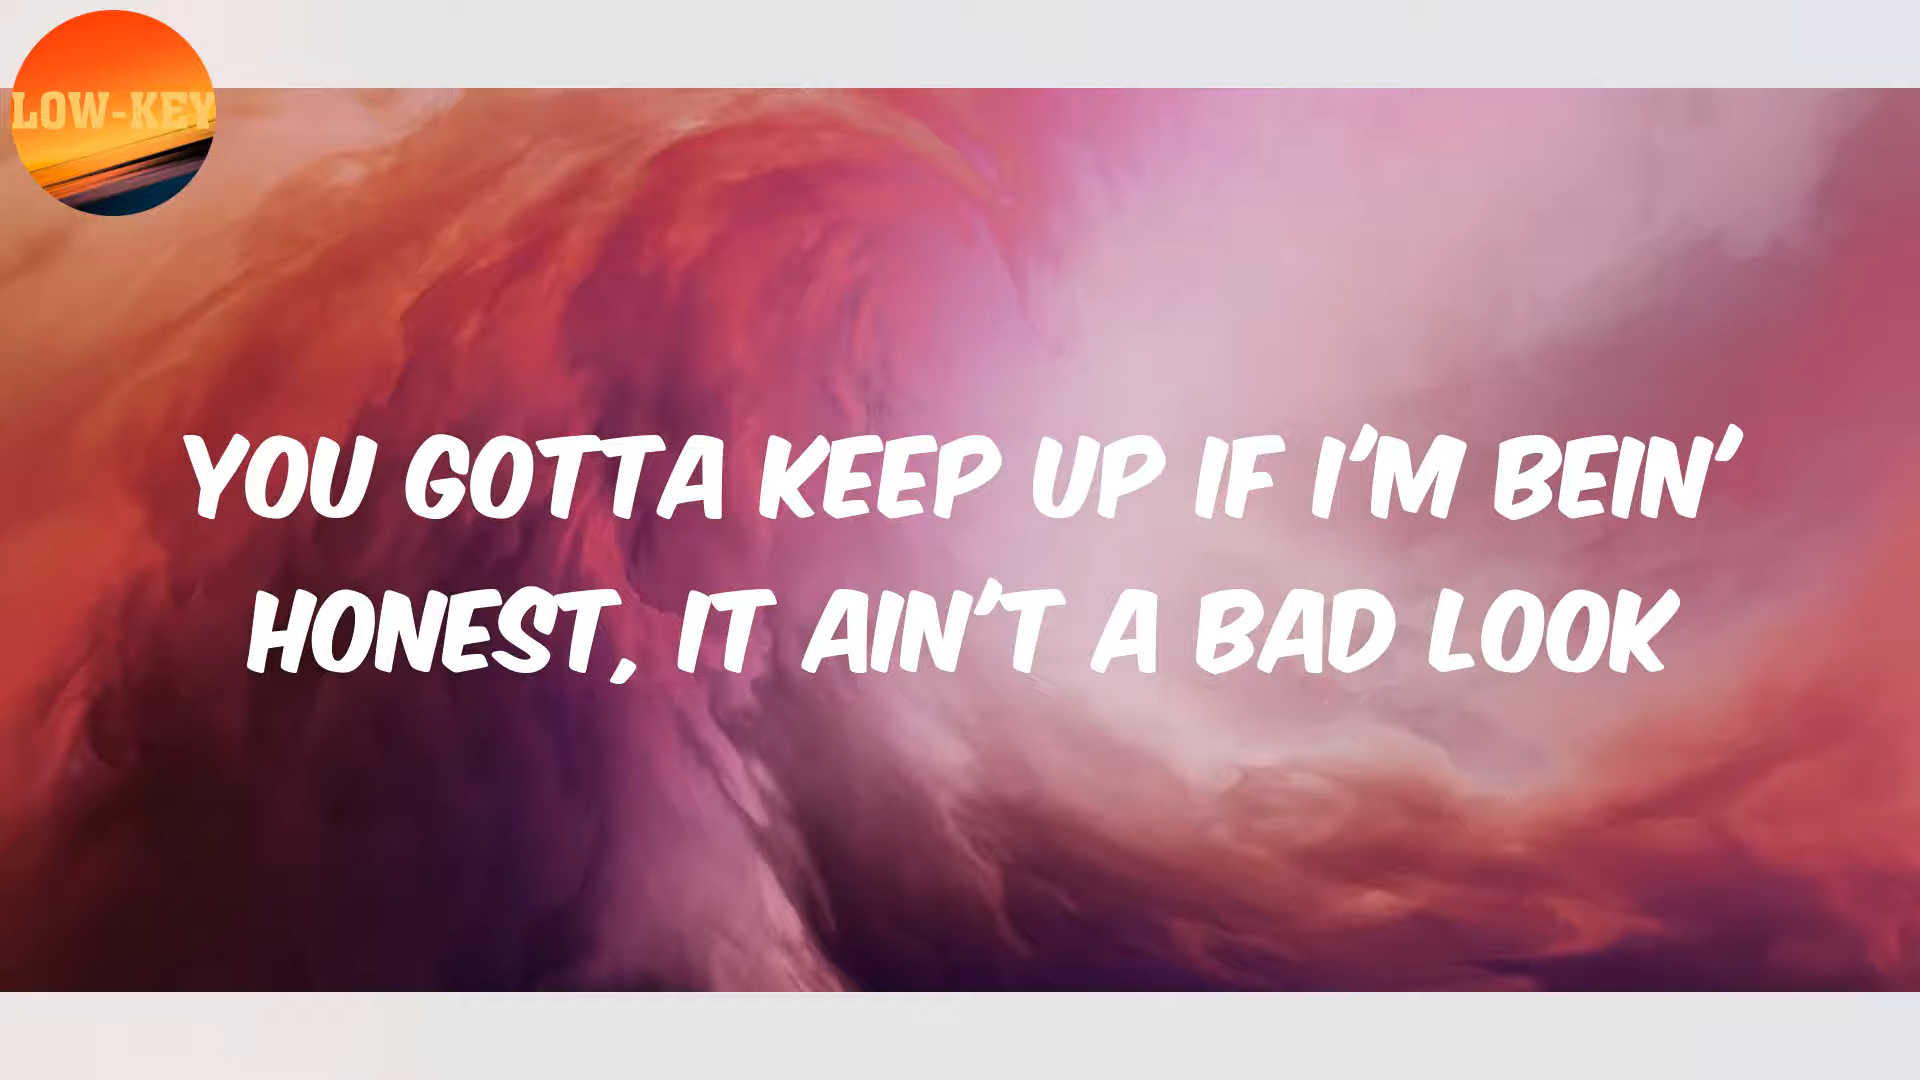 LOW-KEY
YOU GOTTA KEEP UP IF I'M BEIN'
HONEST, IT AIN'T A BAD LOOK